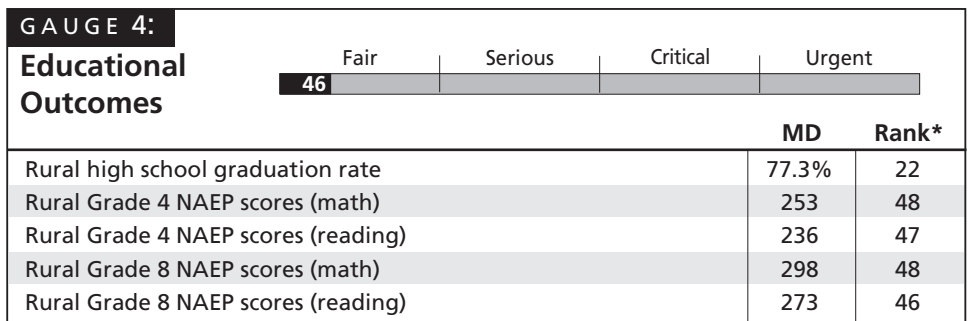 GAUGE 4:
Educational
Outcomes
Fair Serious Critical Urgent
46
MD Rank*
Rural high school graduation rate 77.3% 22
Rural Grade 4 NAEP scores (math) 253 48
Rural Grade 4 NAEP scores (reading) 236 47
Rural Grade 8 NAEP scores (math) 298 48
Rural Grade 8 NAEP scores (reading) 273 46